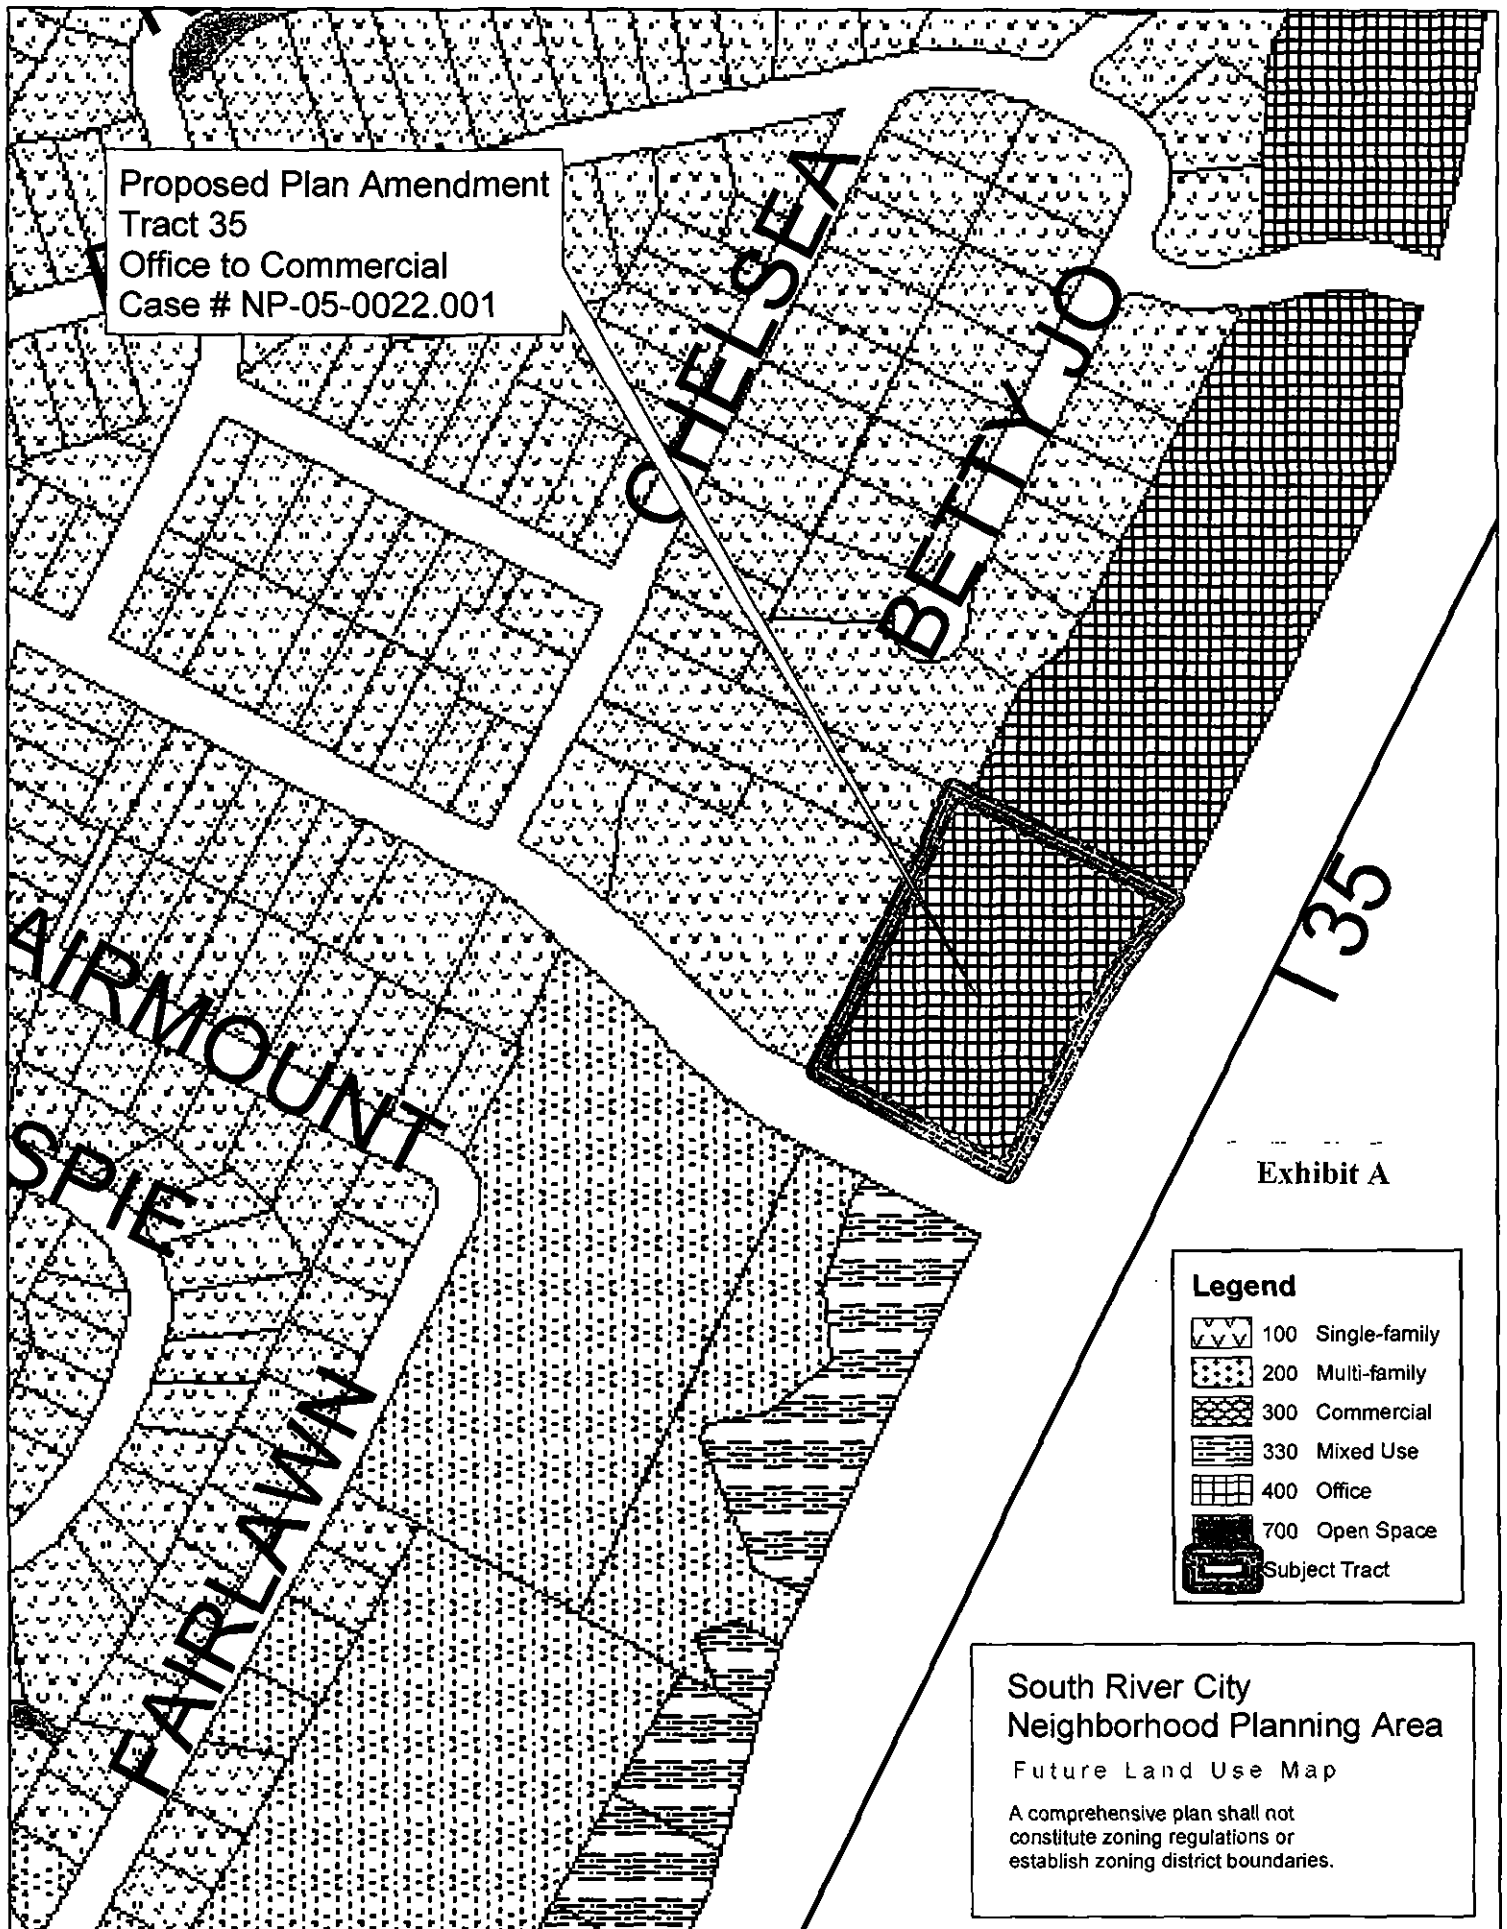 Proposed Plan Amendment
Tract 35
Office to Commercial
Case # NP-05-0022.001
CHELSEA
BETTY JO
I 35
AIRMOUNT
SPIE
FAIRLAWN
Exhibit A
Legend
100 Single-family
200 Multi-family
300 Commercial
330 Mixed Use
400 Office
700 Open Space
Subject Tract
South River City
Neighborhood Planning Area
Future Land Use Map
A comprehensive plan shall not
constitute zoning regulations or
establish zoning district boundaries.